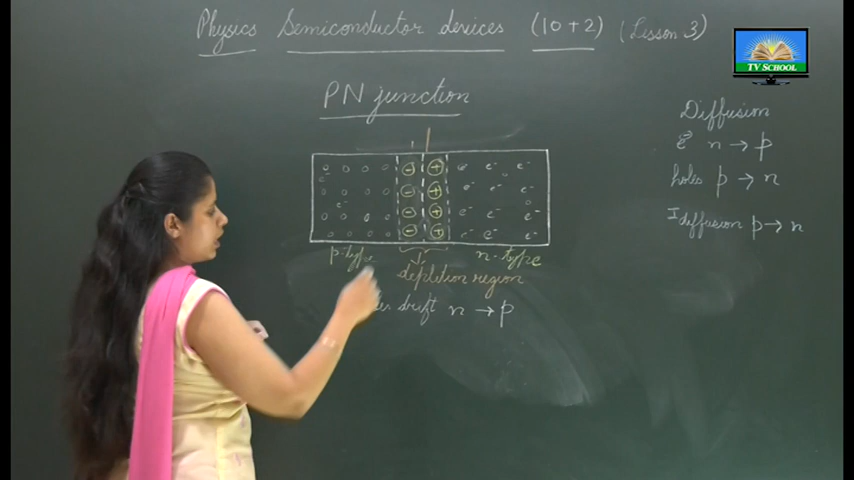 Physics Semiconductor devices (10+2) (Lesson 3)
TV SCHOOL
PN junction
Diffusion
e⁻ n → p
holes p → n
I diffusion p → n
p-type n-type
depletion region
drift n → p